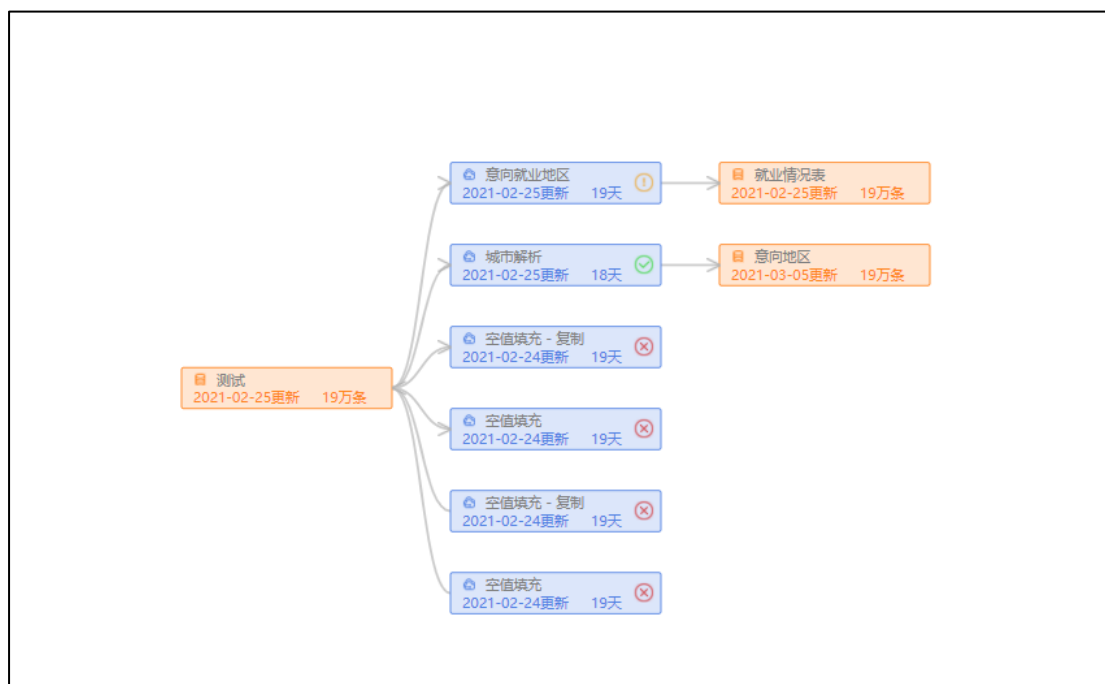 意向就业地区
2021-02-25更新 19天
就业情况表
2021-02-25更新 19万条
城市解析
2021-02-25更新 18天
意向地区
2021-03-05更新 19万条
空值填充 - 复制
2021-02-24更新 19天
测试
2021-02-25更新 19万条
空值填充
2021-02-24更新 19天
空值填充 - 复制
2021-02-24更新 19天
空值填充
2021-02-24更新 19天